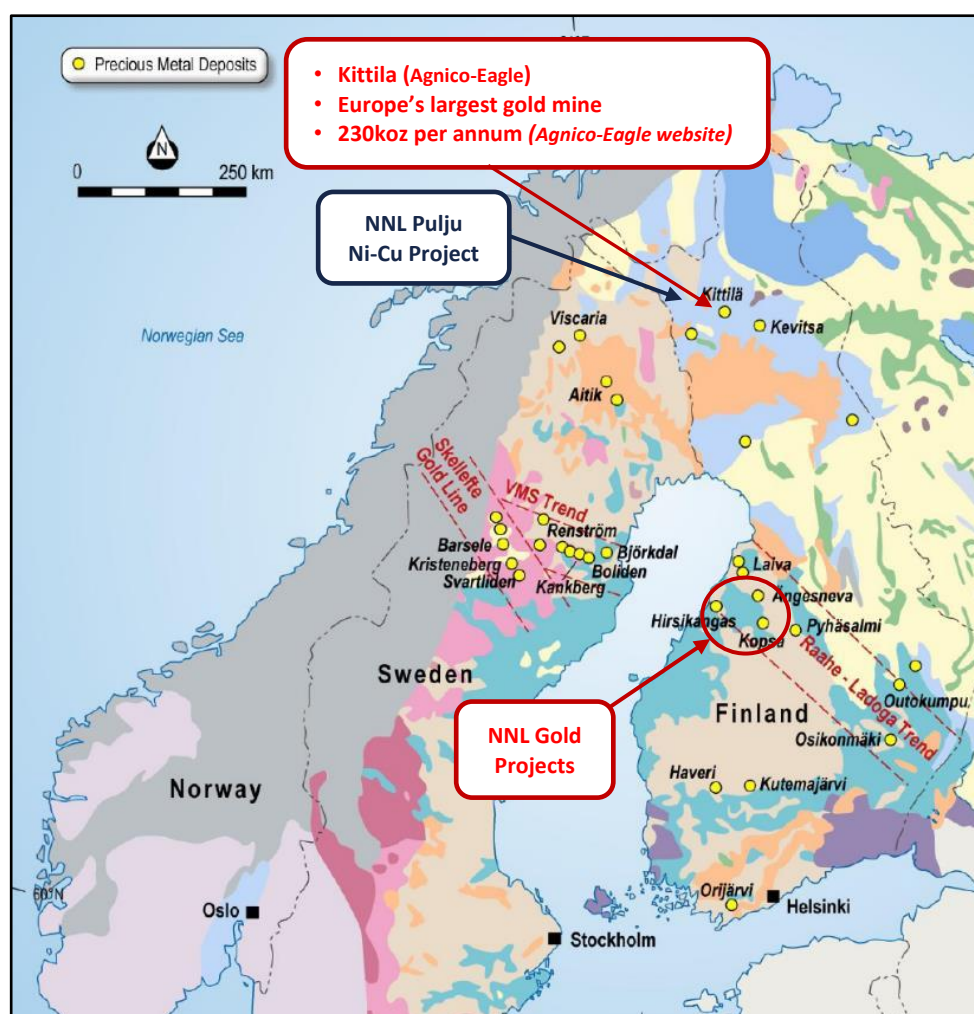 Precious Metal Deposits
• Kittila (Agnico-Eagle)
• Europe's largest gold mine
• 230koz per annum (Agnico-Eagle website)
N
0 250 km
NNL Pulju
Ni-Cu Project
Norwegian Sea
Kittilä
Kevitsa
Viscaria
Aitik
Skellefte
Gold Line
VMS Trend
Renström
Barsele
Björkdal
Kristeneberg
Boliden
Svartliden
Kankberg
Laiva
Angesneva
Hirsikangas
Kopsa
Pyhäsalmi
Raahe - Ladoga Trend
Sweden
Outokumpu
Finland
Osikonmäki
NNL Gold
Projects
Haveri
Kutemajärvi
Norway
60°N
Oslo
Orijärvi
Helsinki
Stockholm